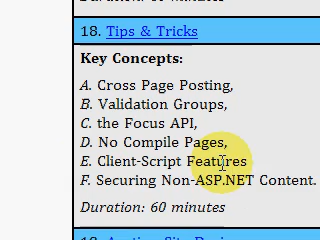 18. Tips & Tricks
Key Concepts:
A. Cross Page Posting,
B. Validation Groups,
C. the Focus API,
D. No Compile Pages,
E. Client-Script Features
F. Securing Non-ASP.NET Content.
Duration: 60 minutes